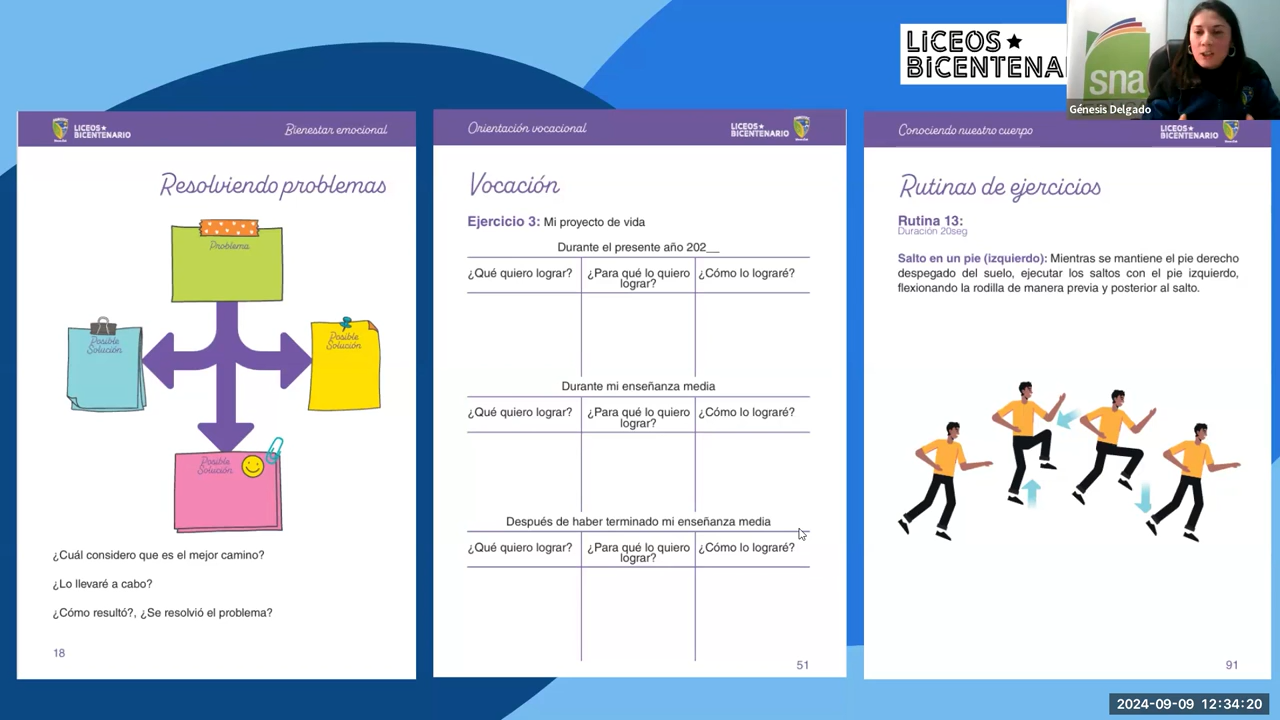 LiCEOS
BiCENTENA
sna
Génesis Delgado
LICEOS
BICENTENARIO
Bienestar emocional
Resolviendo problemas
Problema
Posible
Solución
Posible
Solución
Posible
Solución
¿Cuál considero que es el mejor camino?
¿Lo llevaré a cabo?
¿Cómo resultó?, ¿Se resolvió el problema?
18
Orientación vocacional
LICEOS
BICENTENARIO
Vocación
Ejercicio 3: Mi proyecto de vida
Durante el presente año 202__
¿Qué quiero lograr? ¿Para qué lo quiero ¿Cómo lo lograré?
lograr?
Durante mi enseñanza media
¿Qué quiero lograr? ¿Para qué lo quiero ¿Cómo lo lograré?
lograr?
Después de haber terminado mi enseñanza media
¿Qué quiero lograr? ¿Para qué lo quiero ¿Cómo lo lograré?
lograr?
51
Conociendo nuestro cuerpo
LICEOS
BICENTENARIO
Rutinas de ejercicios
Rutina 13:
Duración 20seg
Salto en un pie (izquierdo): Mientras se mantiene el pie derecho
despegado del suelo, ejecutar los saltos con el pie izquierdo,
flexionando la rodilla de manera previa y posterior al salto.
91
2024-09-09 12:34:20